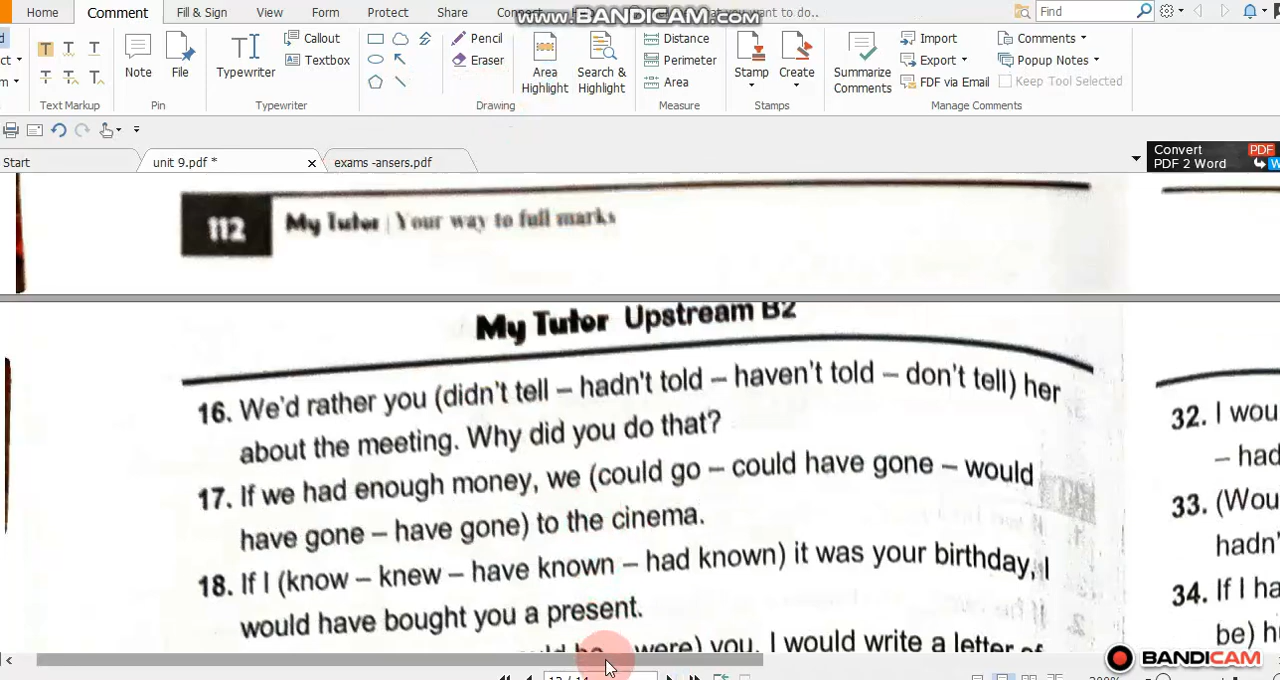 Home Comment Fill & Sign View Form Protect Share Connect you want to do.. Find
www.BANDICAM.com
Note File Typewriter Callout Textbox Pencil Eraser Area Highlight Search & Highlight Distance Perimeter Area Stamp Create Summarize Comments Import Export FDF via Email Comments Popup Notes Keep Tool Selected
Text Markup Pin Typewriter Drawing Measure Stamps Manage Comments
Start unit 9.pdf * exams -ansers.pdf Convert PDF 2 Word PDF
112 My Tutor | Your way to full marks
My Tutor Upstream B2
16. We'd rather you (didn't tell – hadn't told – haven't told – don't tell) her
about the meeting. Why did you do that?
17. If we had enough money, we (could go – could have gone – would
have gone – have gone) to the cinema.
18. If I (know – knew – have known – had known) it was your birthday, I
would have bought you a present.
were) you, I would write a letter of
32. I wou
– had
33. (Wou
hadn'
34. If I ha
be) h
BANDICAM